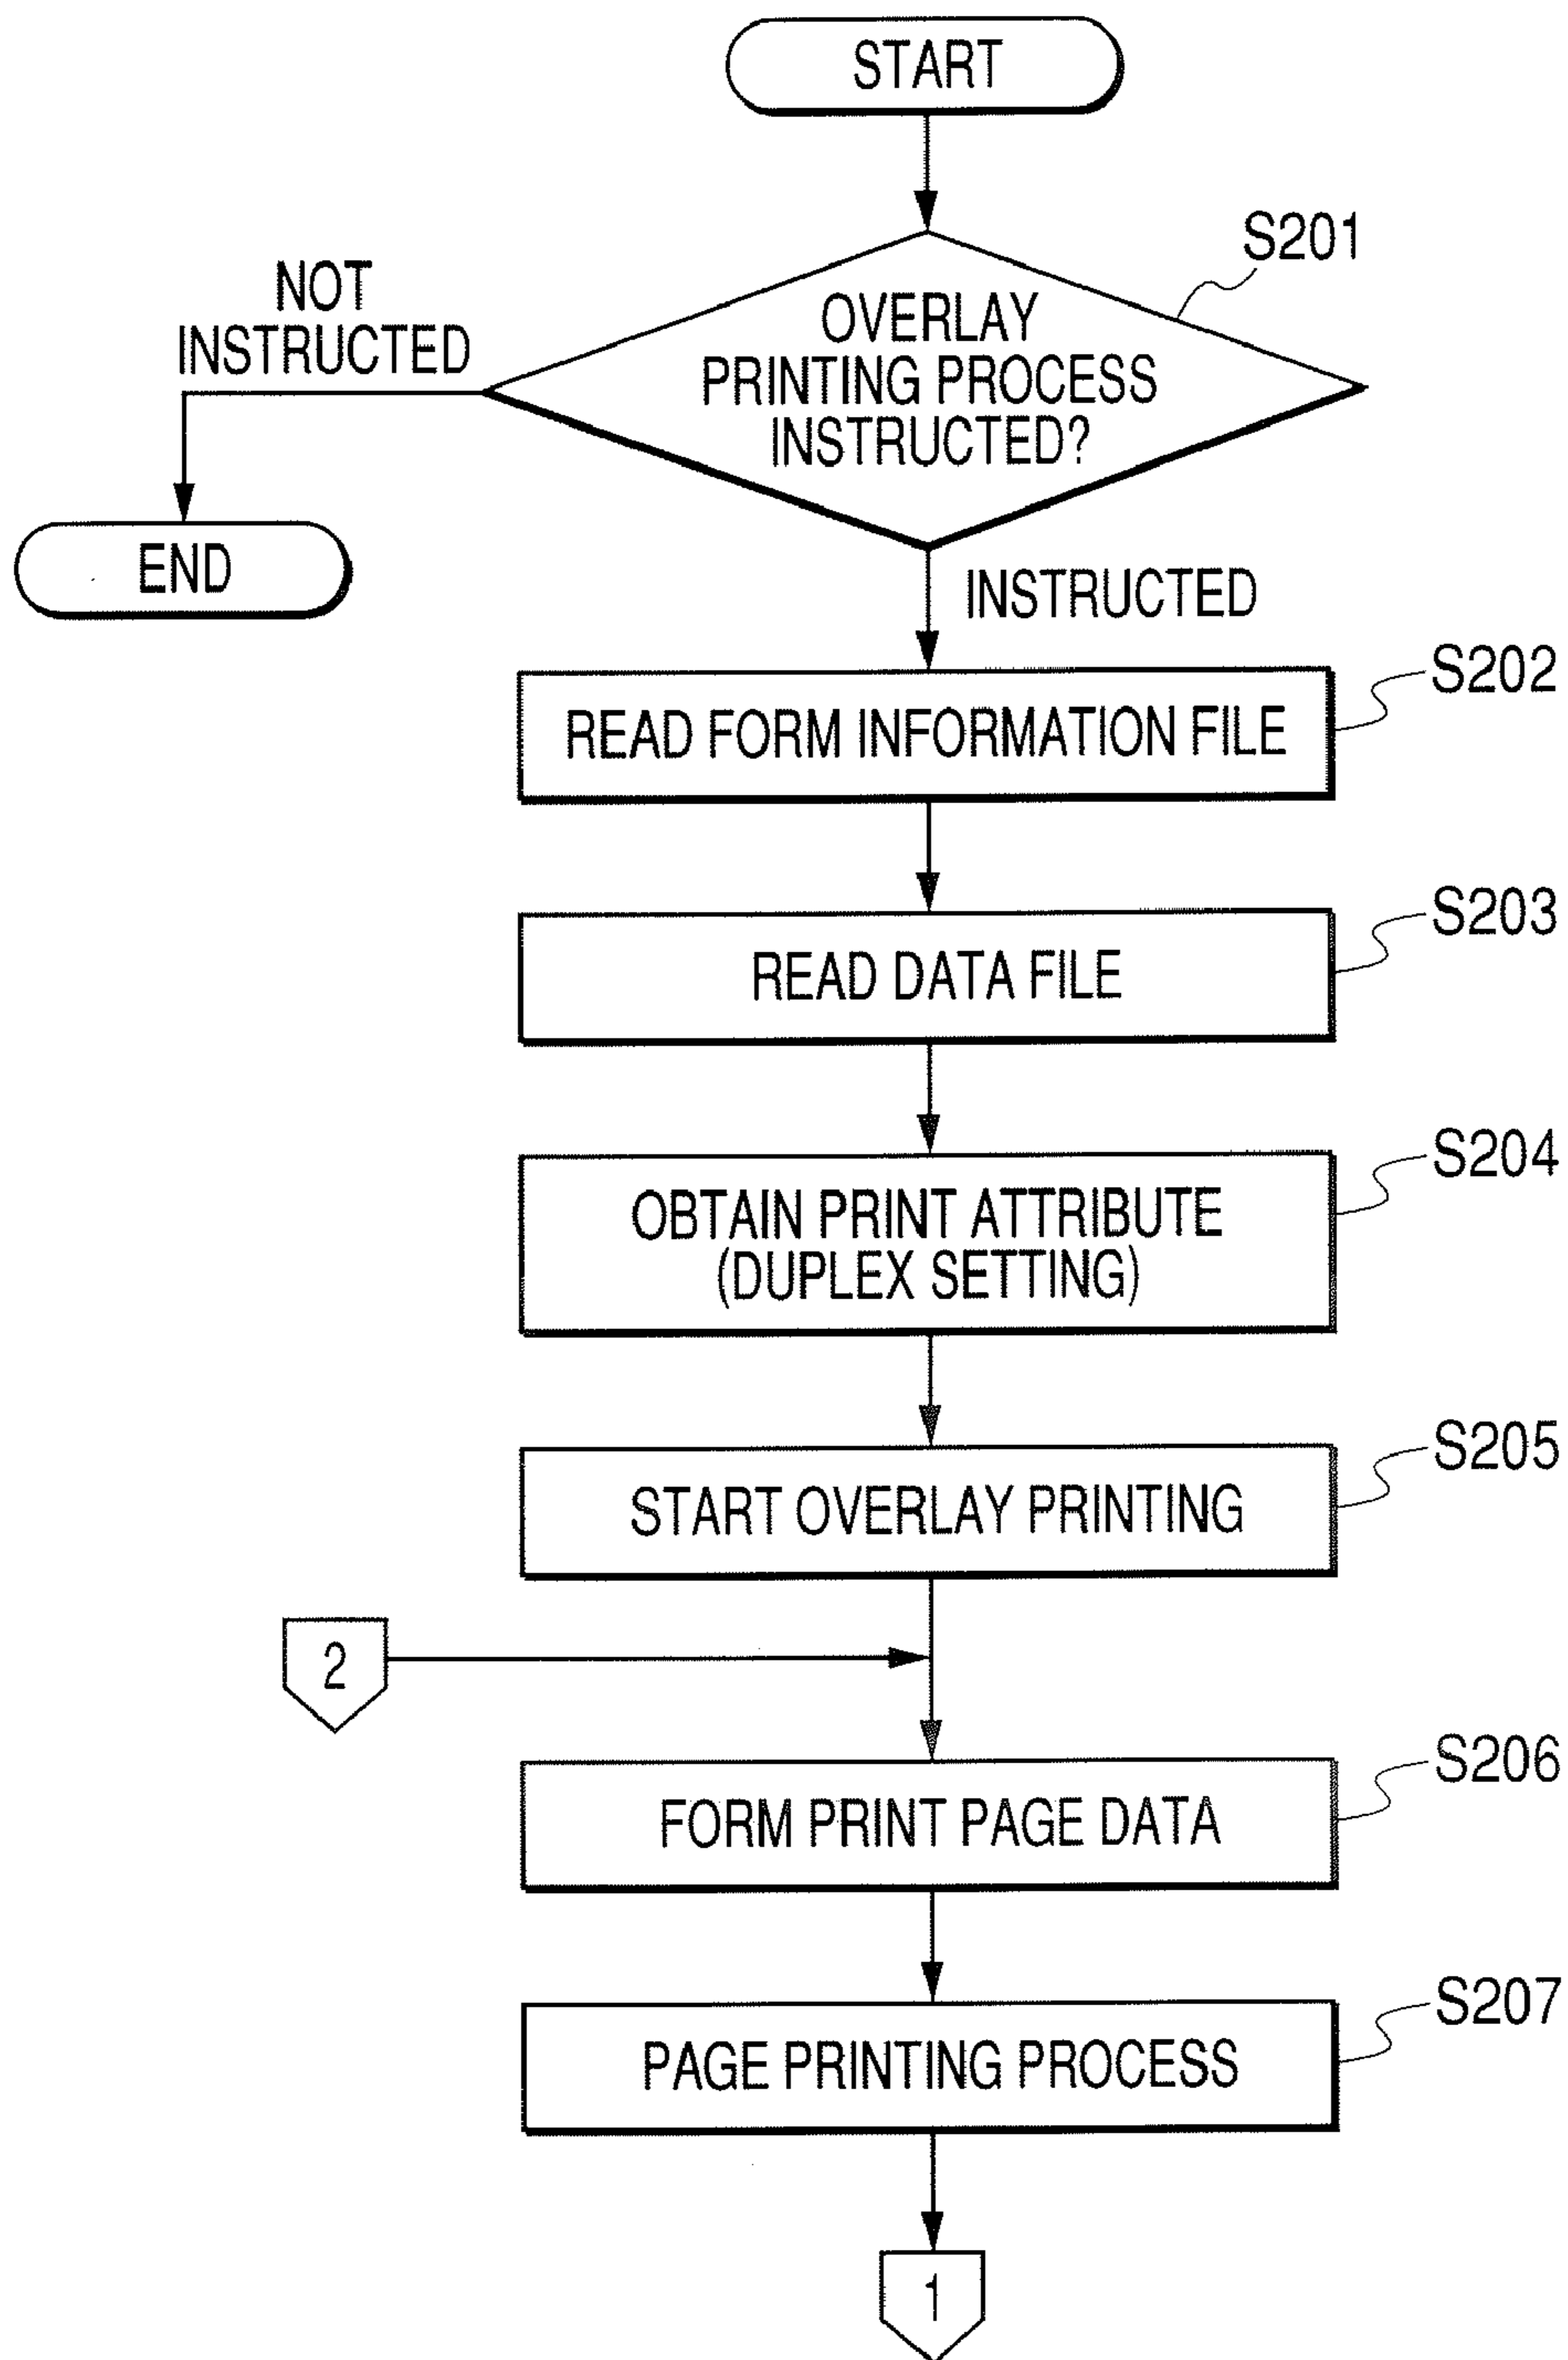 START
S201
NOT
INSTRUCTED
OVERLAY
PRINTING PROCESS
INSTRUCTED?
END
INSTRUCTED
S202
READ FORM INFORMATION FILE
S203
READ DATA FILE
S204
OBTAIN PRINT ATTRIBUTE
(DUPLEX SETTING)
S205
START OVERLAY PRINTING
2
S206
FORM PRINT PAGE DATA
S207
PAGE PRINTING PROCESS
1